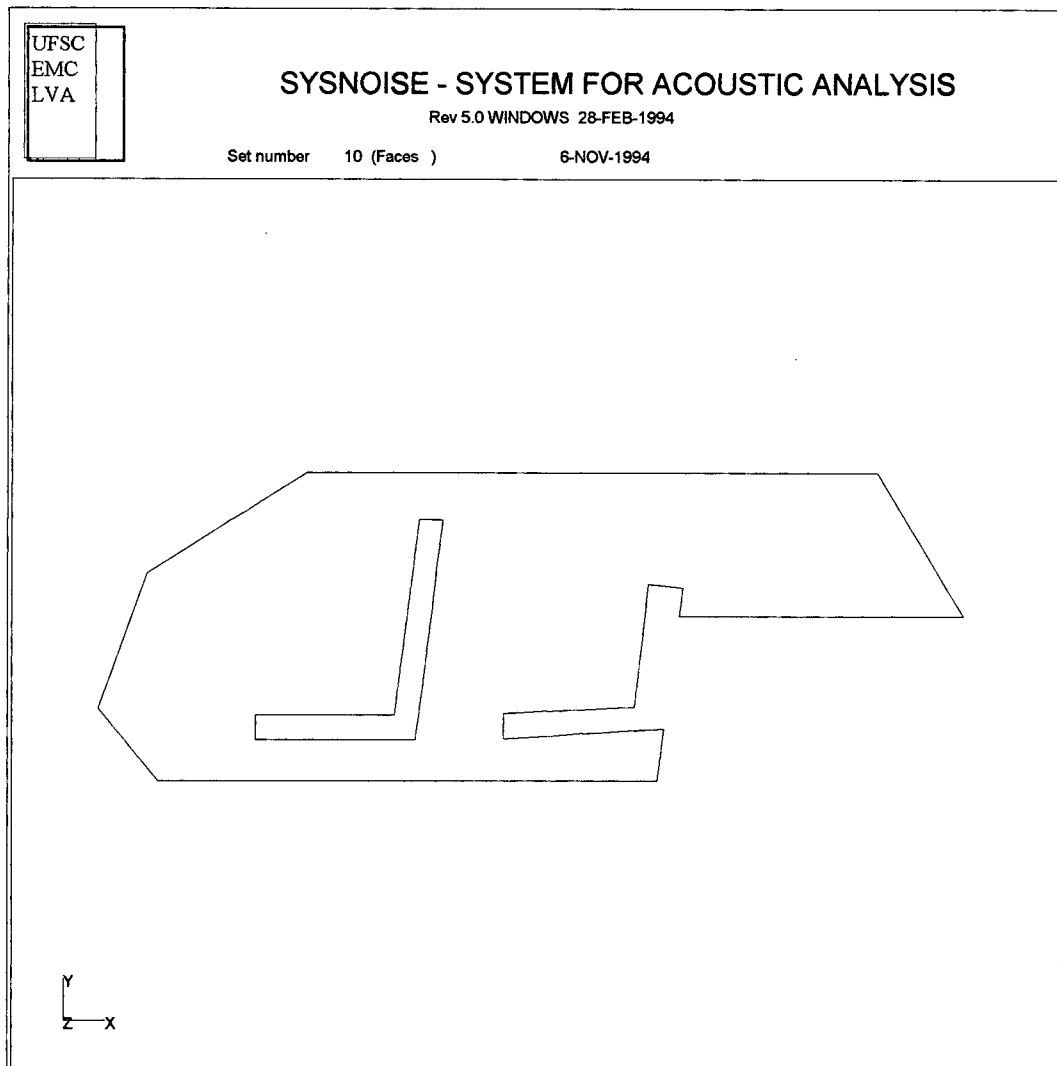 UFSC
EMC
LVA
SYSNOISE - SYSTEM FOR ACOUSTIC ANALYSIS
Rev 5.0 WINDOWS 28-FEB-1994
Set number 10 (Faces ) 6-NOV-1994
Y
Z X